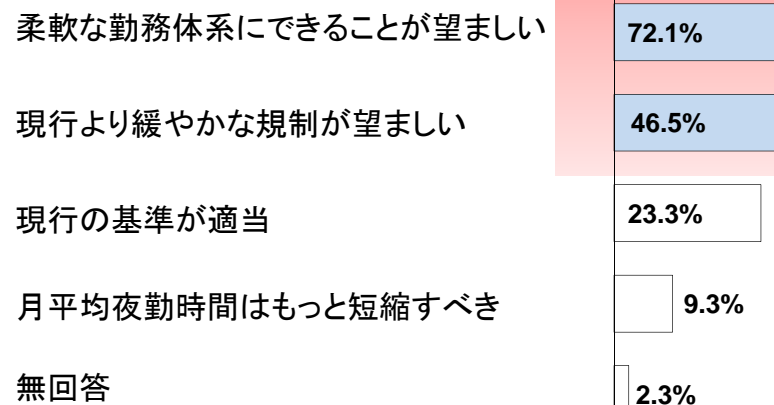 柔軟な勤務体系にできることが望ましい 72.1%
現行より緩やかな規制が望ましい 46.5%
現行の基準が適当 23.3%
月平均夜勤時間はもっと短縮すべき 9.3%
無回答 2.3%